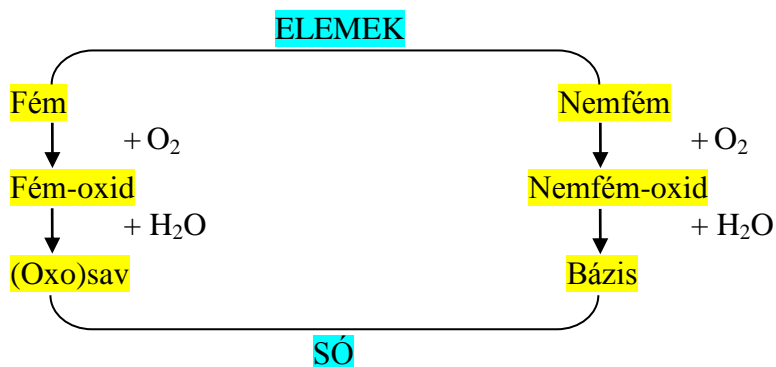 ELEMEK
Fém Nemfém
+ O₂ + O₂
Fém-oxid Nemfém-oxid
+ H₂O + H₂O
(Oxo)sav Bázis
SÓ